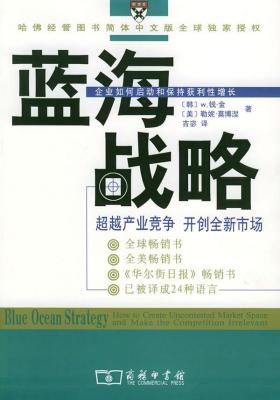 哈佛经管图书简体中文版全球独家授权
蓝海
企业如何启动和保持获利性增长
〔韩〕w.钱·金
〔美〕勒妮·莫博涅 著
吉宓 译
战略
超越产业竞争 开创全新市场
全球畅销书
全美畅销书
《华尔街日报》畅销书
已被译成24种语言
Blue Ocean Strategy
How to Create Uncontested Market Space
and Make the Competition Irrelevant
商务印书馆
THE COMMERCIAL PRESS